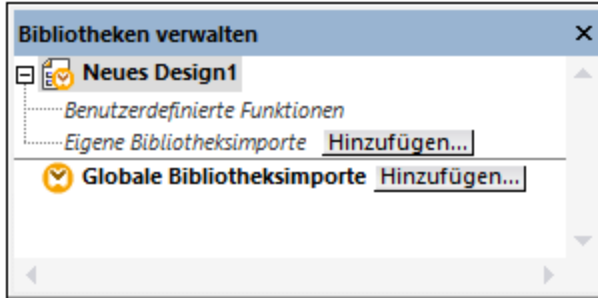 Bibliotheken verwalten
Neues Design1
Benutzerdefinierte Funktionen
Eigene Bibliotheksimporte Hinzufügen...
Globale Bibliotheksimporte Hinzufügen...